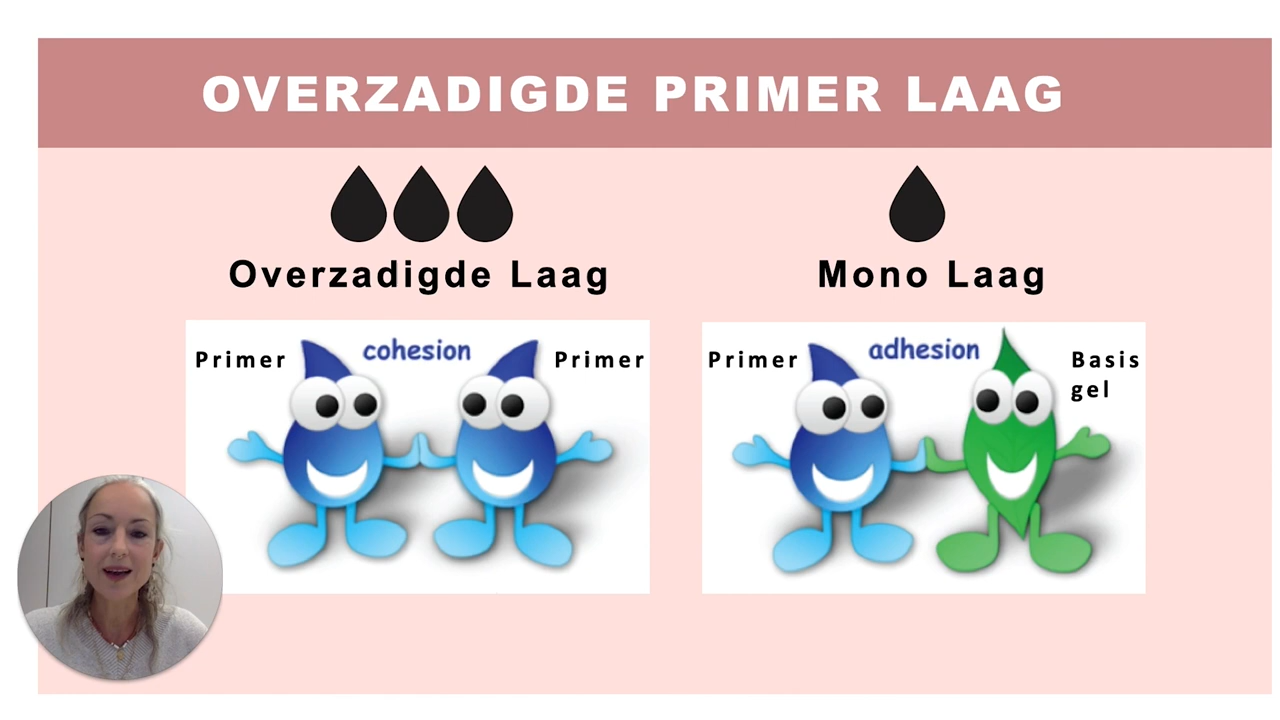 OVERZADIGDE PRIMER LAAG
Overzadigde Laag
Mono Laag
Primer
cohesion
Primer
Primer
adhesion
Basis
gel